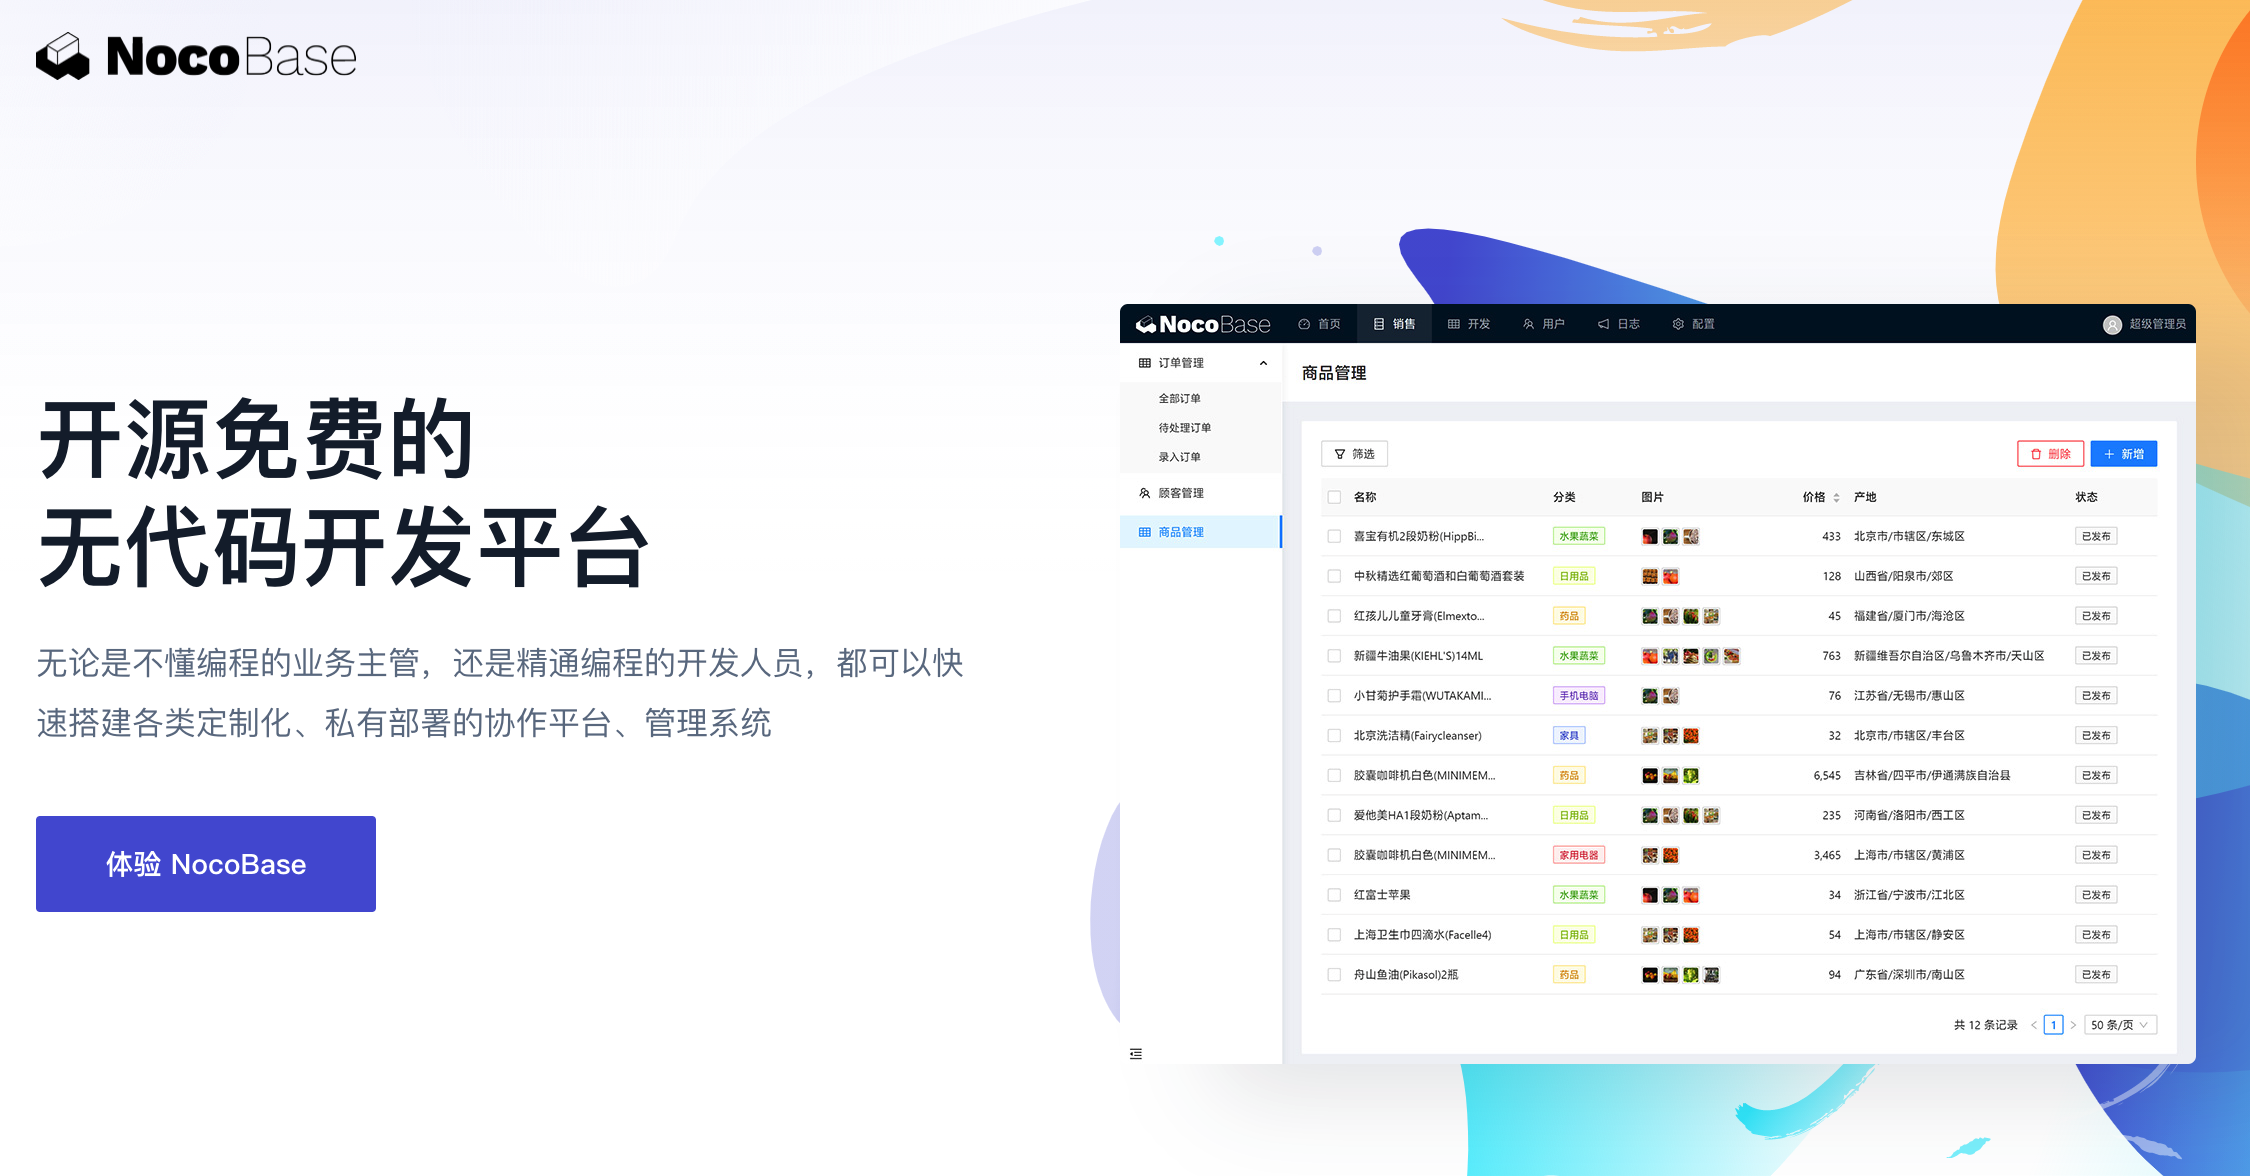 NocoBase
开源免费的
无代码开发平台
无论是不懂编程的业务主管，还是精通编程的开发人员，都可以快
速搭建各类定制化、私有部署的协作平台、管理系统
体验 NocoBase
NocoBase 首页 销售 开发 用户 日志 配置 超级管理员
订单管理
全部订单
待处理订单
录入订单
顾客管理
商品管理
商品管理
筛选 删除 新增
名称 分类 图片 价格 产地 状态
喜宝有机2段奶粉(HippBi... 水果蔬菜 433 北京市/市辖区/东城区 已发布
中秋精选红葡萄酒和白葡萄酒套装 日用品 128 山西省/阳泉市/郊区 已发布
红孩儿儿童牙膏(Elmexto... 药品 45 福建省/厦门市/海沧区 已发布
新疆牛油果(KIEHL'S)14ML 水果蔬菜 763 新疆维吾尔自治区/乌鲁木齐市/天山区 已发布
小甘菊护手霜(WUTAKAMI... 手机电脑 76 江苏省/无锡市/惠山区 已发布
北京洗洁精(Fairycleanser) 家具 32 北京市/市辖区/丰台区 已发布
胶囊咖啡机白色(MINIMEM... 药品 6,545 吉林省/四平市/伊通满族自治县 已发布
爱他美HA1段奶粉(Aptam... 日用品 235 河南省/洛阳市/西工区 已发布
胶囊咖啡机白色(MINIMEM... 家用电器 3,465 上海市/市辖区/黄浦区 已发布
红富士苹果 水果蔬菜 34 浙江省/宁波市/江北区 已发布
上海卫生巾四滴水(Facelle4) 日用品 54 上海市/市辖区/静安区 已发布
舟山鱼油(Pikasol)2瓶 药品 94 广东省/深圳市/南山区 已发布
共 12 条记录 < 1 > 50 条/页